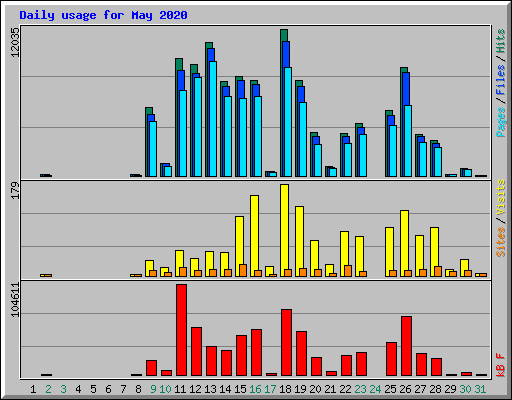 Daily usage for May 2020
12035
Pages/Files/Hits
179
Sites/Visits
104611
kB F
1 2 3 4 5 6 7 8 9 10 11 12 13 14 15 16 17 18 19 20 21 22 23 24 25 26 27 28 29 30 31